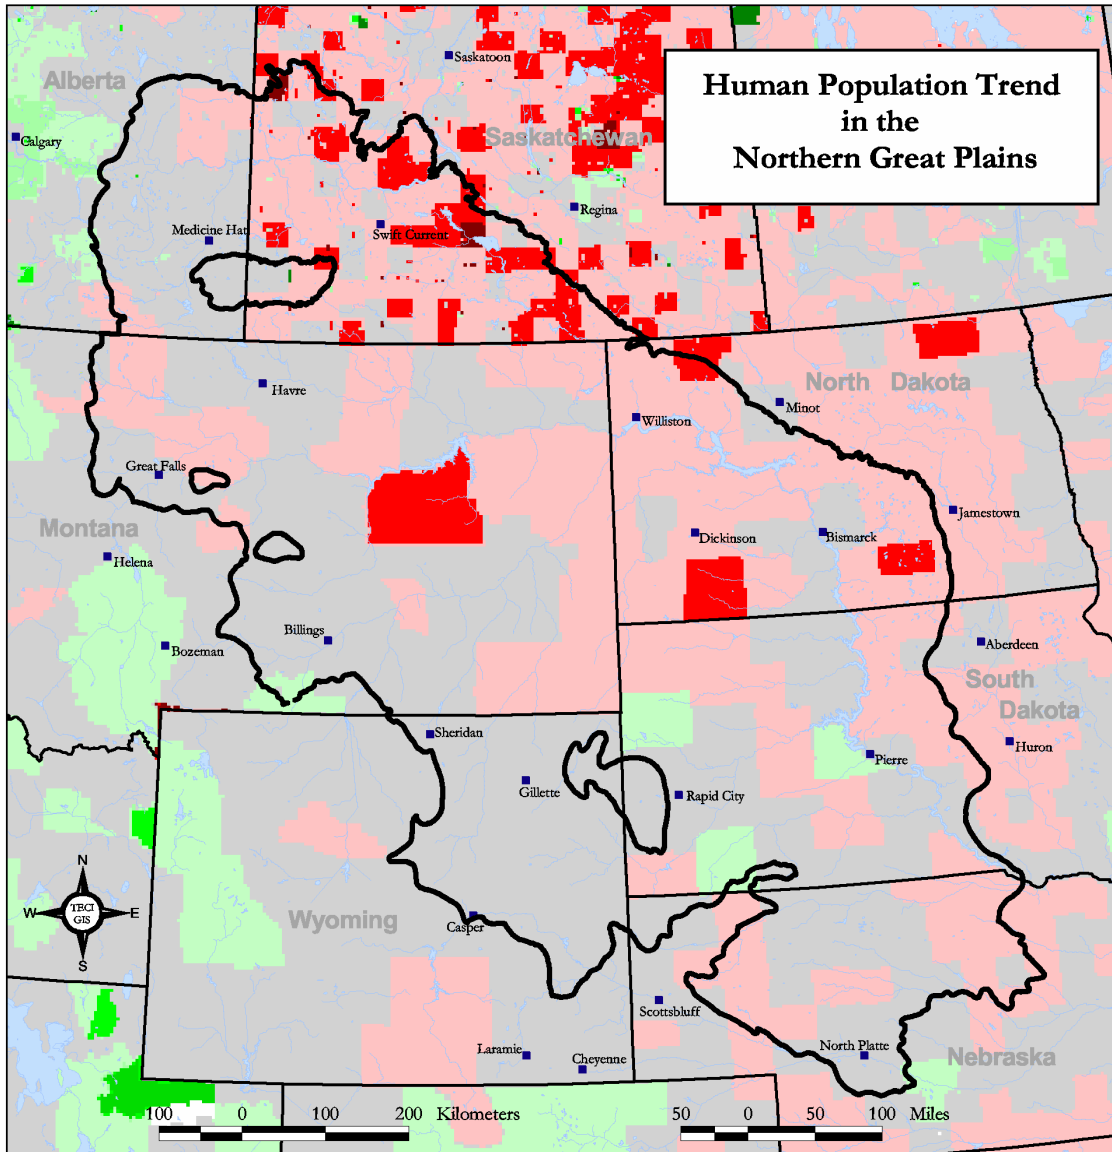 Saskatoon
Human Population Trend
in the
Northern Great Plains
Alberta
Saskatchewan
Calgary
Regina
Medicine Hat
Swift Current
Havre
North Dakota
Minot
Williston
Great Falls
Jamestown
Montana
Dickinson
Bismarck
Helena
Billings
Bozeman
Aberdeen
South
Dakota
Sheridan
Huron
Pierre
Gillette
Rapid City
N
W
TECI
GIS
E
S
Wyoming
Casper
Scottsbluff
Laramie
North Platte
Cheyenne
Nebraska
100 0 100 200 Kilometers
50 0 50 100 Miles